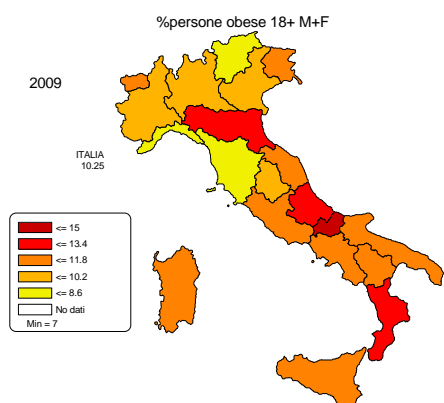 %persone obese 18+ M+F
2009
ITALIA
10.25
<= 15
<= 13.4
<= 11.8
<= 10.2
<= 8.6
No dati
Min = 7